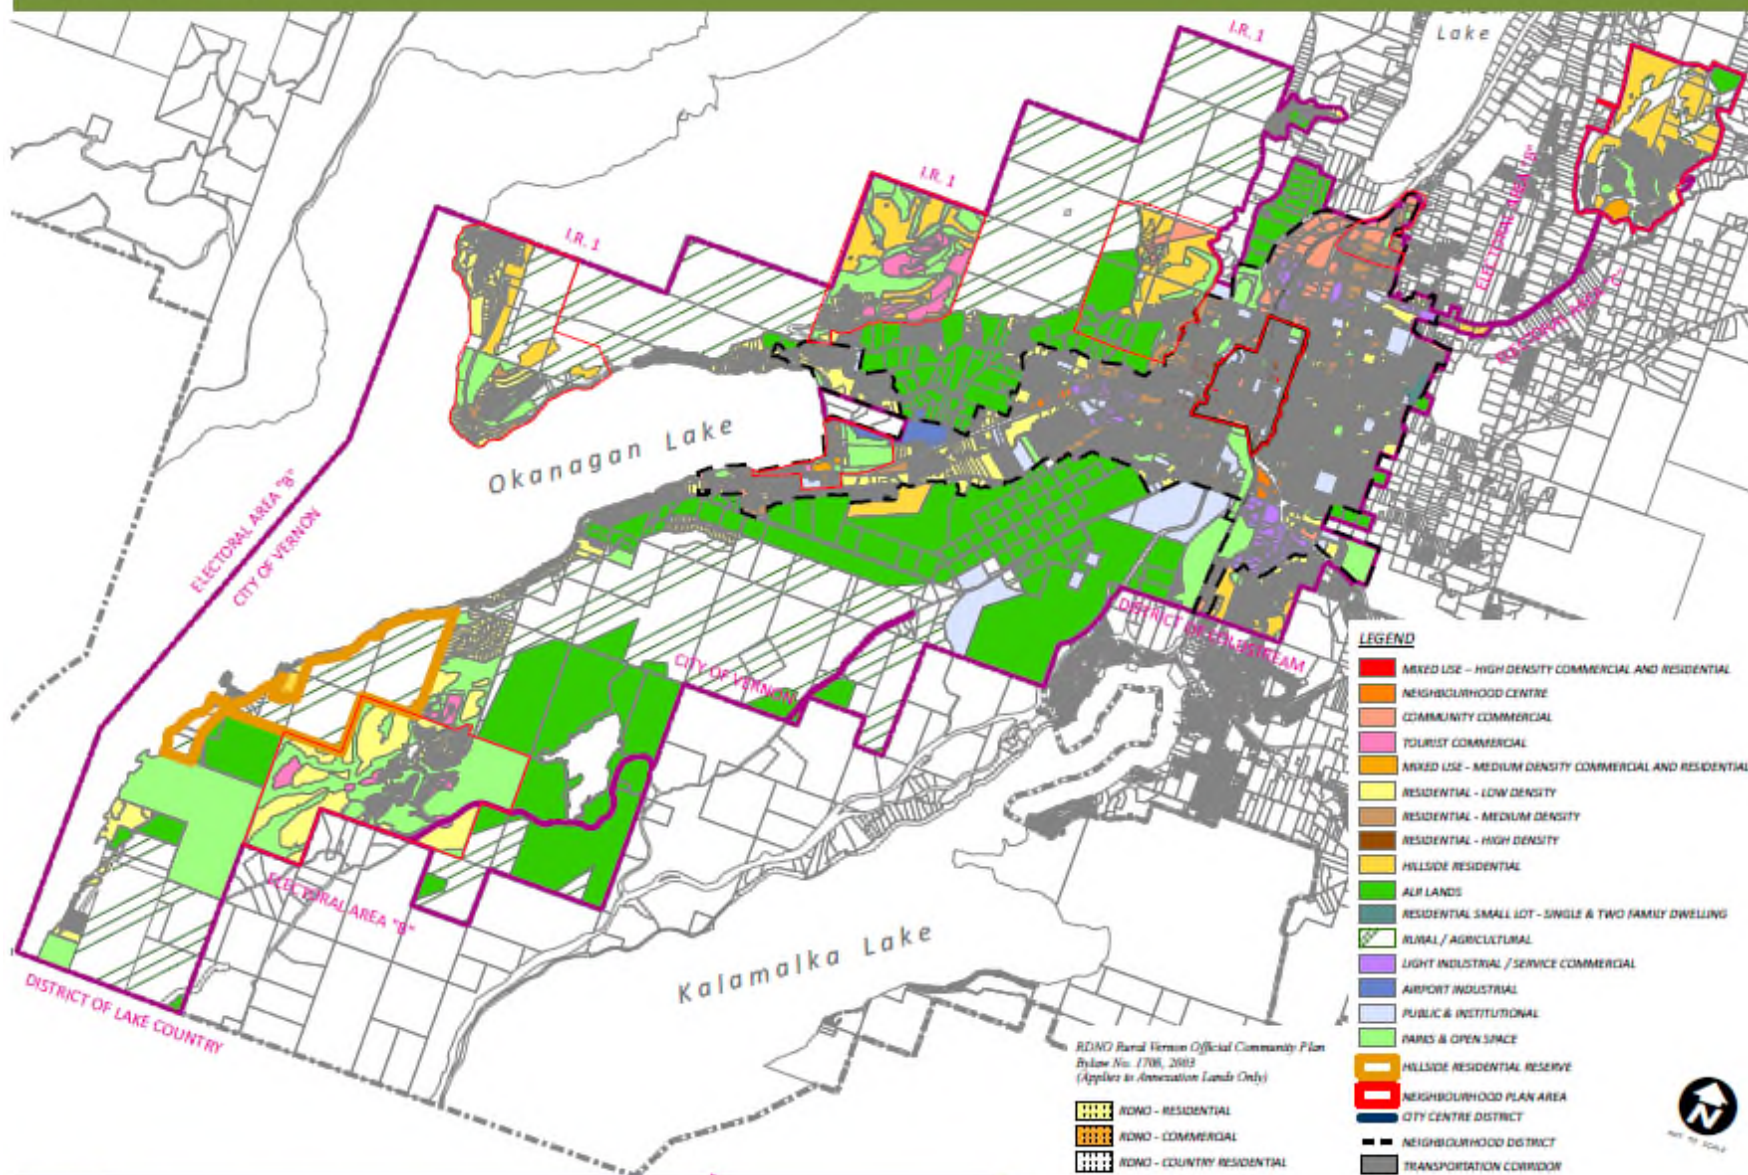 Lake
I.R. 1
I.R. 1
I.R. 1
ELECTORAL AREA "B"
ELECTORAL AREA "C"
Okanagan Lake
ELECTORAL AREA "B"
CITY OF VERNON
DISTRICT OF COLDSTREAM
CITY OF VERNON
ELECTORAL AREA "B"
Kalamalka Lake
DISTRICT OF LAKE COUNTRY
RDNO Rural Vernon Official Community Plan
Bylaw No. 1708, 2003
(Applies to Annexation Lands Only)
RDNO - RESIDENTIAL
RDNO - COMMERCIAL
RDNO - COUNTRY RESIDENTIAL
LEGEND
MIXED USE – HIGH DENSITY COMMERCIAL AND RESIDENTIAL
NEIGHBOURHOOD CENTRE
COMMUNITY COMMERCIAL
TOURIST COMMERCIAL
MIXED USE - MEDIUM DENSITY COMMERCIAL AND RESIDENTIAL
RESIDENTIAL - LOW DENSITY
RESIDENTIAL - MEDIUM DENSITY
RESIDENTIAL - HIGH DENSITY
HILLSIDE RESIDENTIAL
ALR LANDS
RESIDENTIAL SMALL LOT - SINGLE & TWO FAMILY DWELLING
RURAL / AGRICULTURAL
LIGHT INDUSTRIAL / SERVICE COMMERCIAL
AIRPORT INDUSTRIAL
PUBLIC & INSTITUTIONAL
PARKS & OPEN SPACE
HILLSIDE RESIDENTIAL RESERVE
NEIGHBOURHOOD PLAN AREA
CITY CENTRE DISTRICT
NEIGHBOURHOOD DISTRICT
TRANSPORTATION CORRIDOR
N
NOT TO SCALE